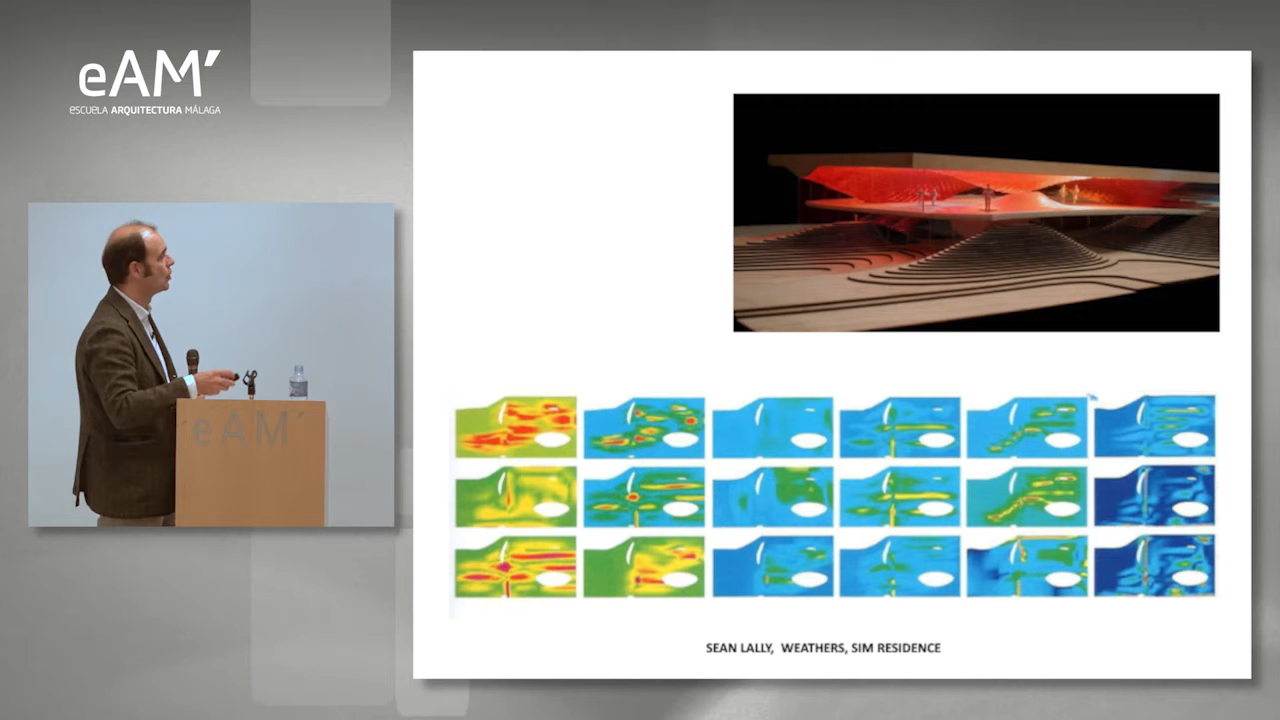 eAM'
ESCUELA ARQUITECTURA MÁLAGA
eAM'
SEAN LALLY, WEATHERS, SIM RESIDENCE